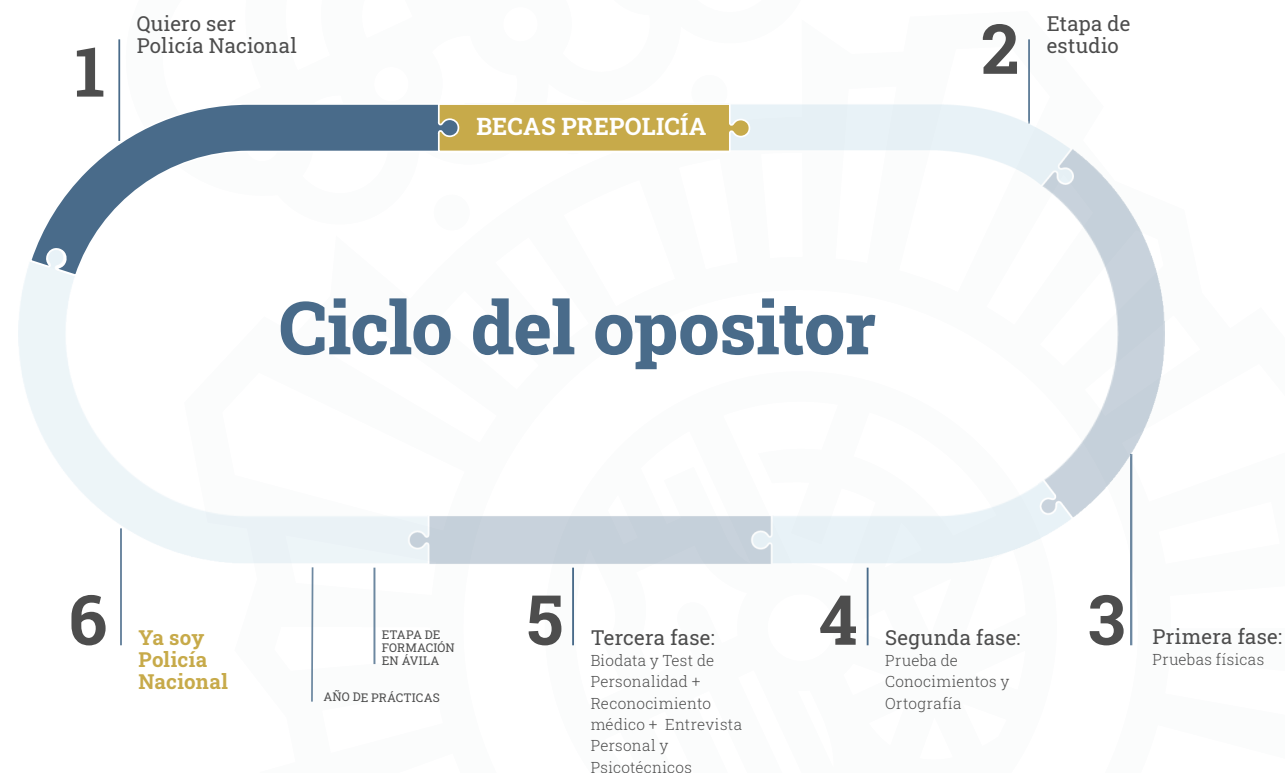 1
Quiero ser
Policía Nacional
BECAS PREPOLICÍA
2
Etapa de
estudio
Ciclo del opositor
3
Primera fase:
Pruebas físicas
4
Segunda fase:
Prueba de
Conocimientos y
Ortografía
5
Tercera fase:
Biodata y Test de
Personalidad +
Reconocimiento
médico + Entrevista
Personal y
Psicotécnicos
ETAPA DE
FORMACIÓN
EN ÁVILA
AÑO DE PRÁCTICAS
6
Ya soy
Policía
Nacional